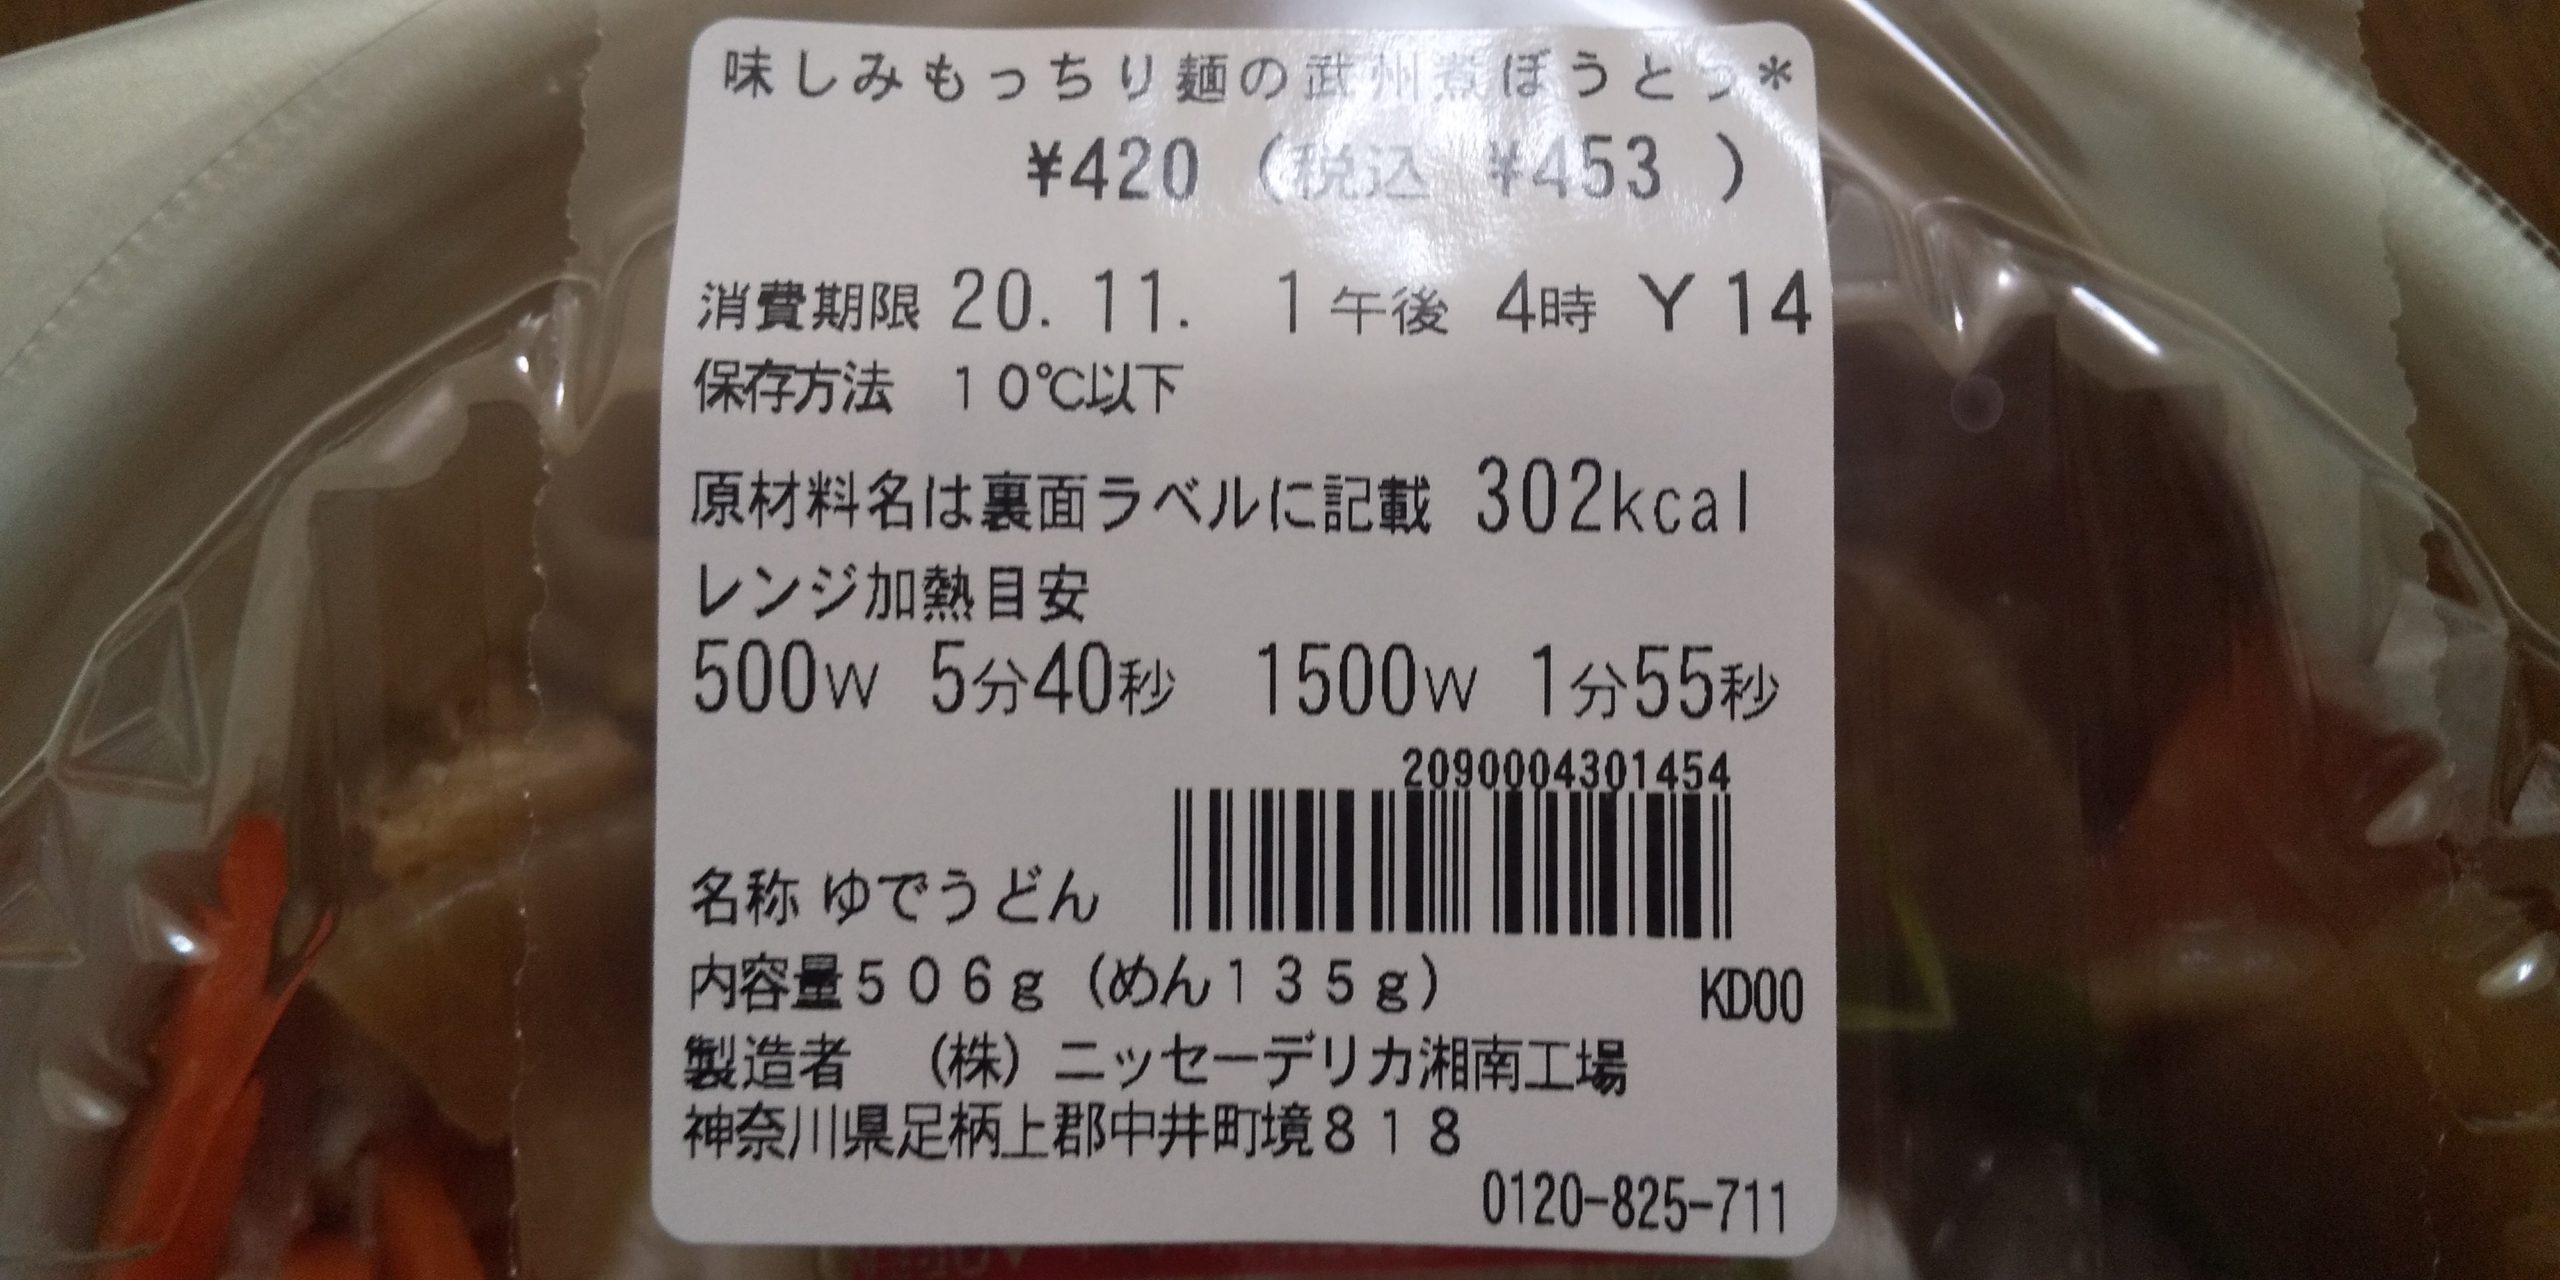 味しみもっちり麺の武州煮ぼうとう*
¥420 (税込 ¥453 )
消費期限 20. 11. 1午後 4時 Y 14
保存方法 10℃以下
原材料名は裏面ラベルに記載 302kcal
レンジ加熱目安
500W 5分40秒 1500W 1分55秒
2090004301454
名称 ゆでうどん
内容量506g (めん135g)
KD00
製造者 (株)ニッセーデリカ湘南工場
神奈川県足柄上郡中井町境818
0120-825-711